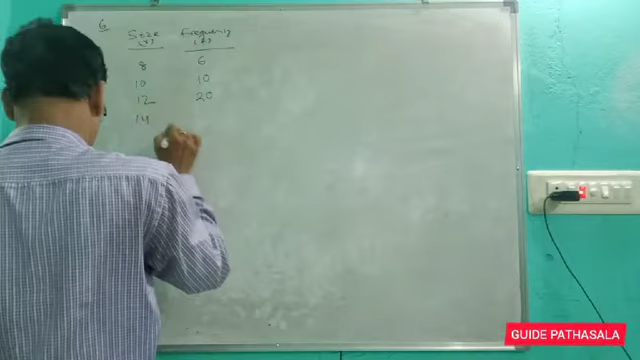 6
Size Frequency
(x) (f)
8 6
10 10
12 20
14
GUIDE PATHASALA